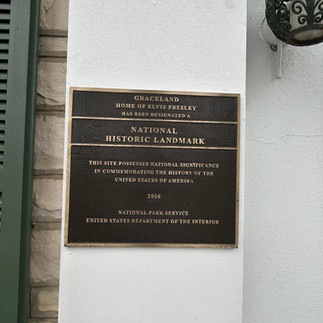 GRACELAND
HOME OF ELVIS PRESLEY
HAS BEEN DESIGNATED A
NATIONAL
HISTORIC LANDMARK
THIS SITE POSSESSES NATIONAL SIGNIFICANCE
IN COMMEMORATING THE HISTORY OF THE
UNITED STATES OF AMERICA
2006
NATIONAL PARK SERVICE
UNITED STATES DEPARTMENT OF THE INTERIOR